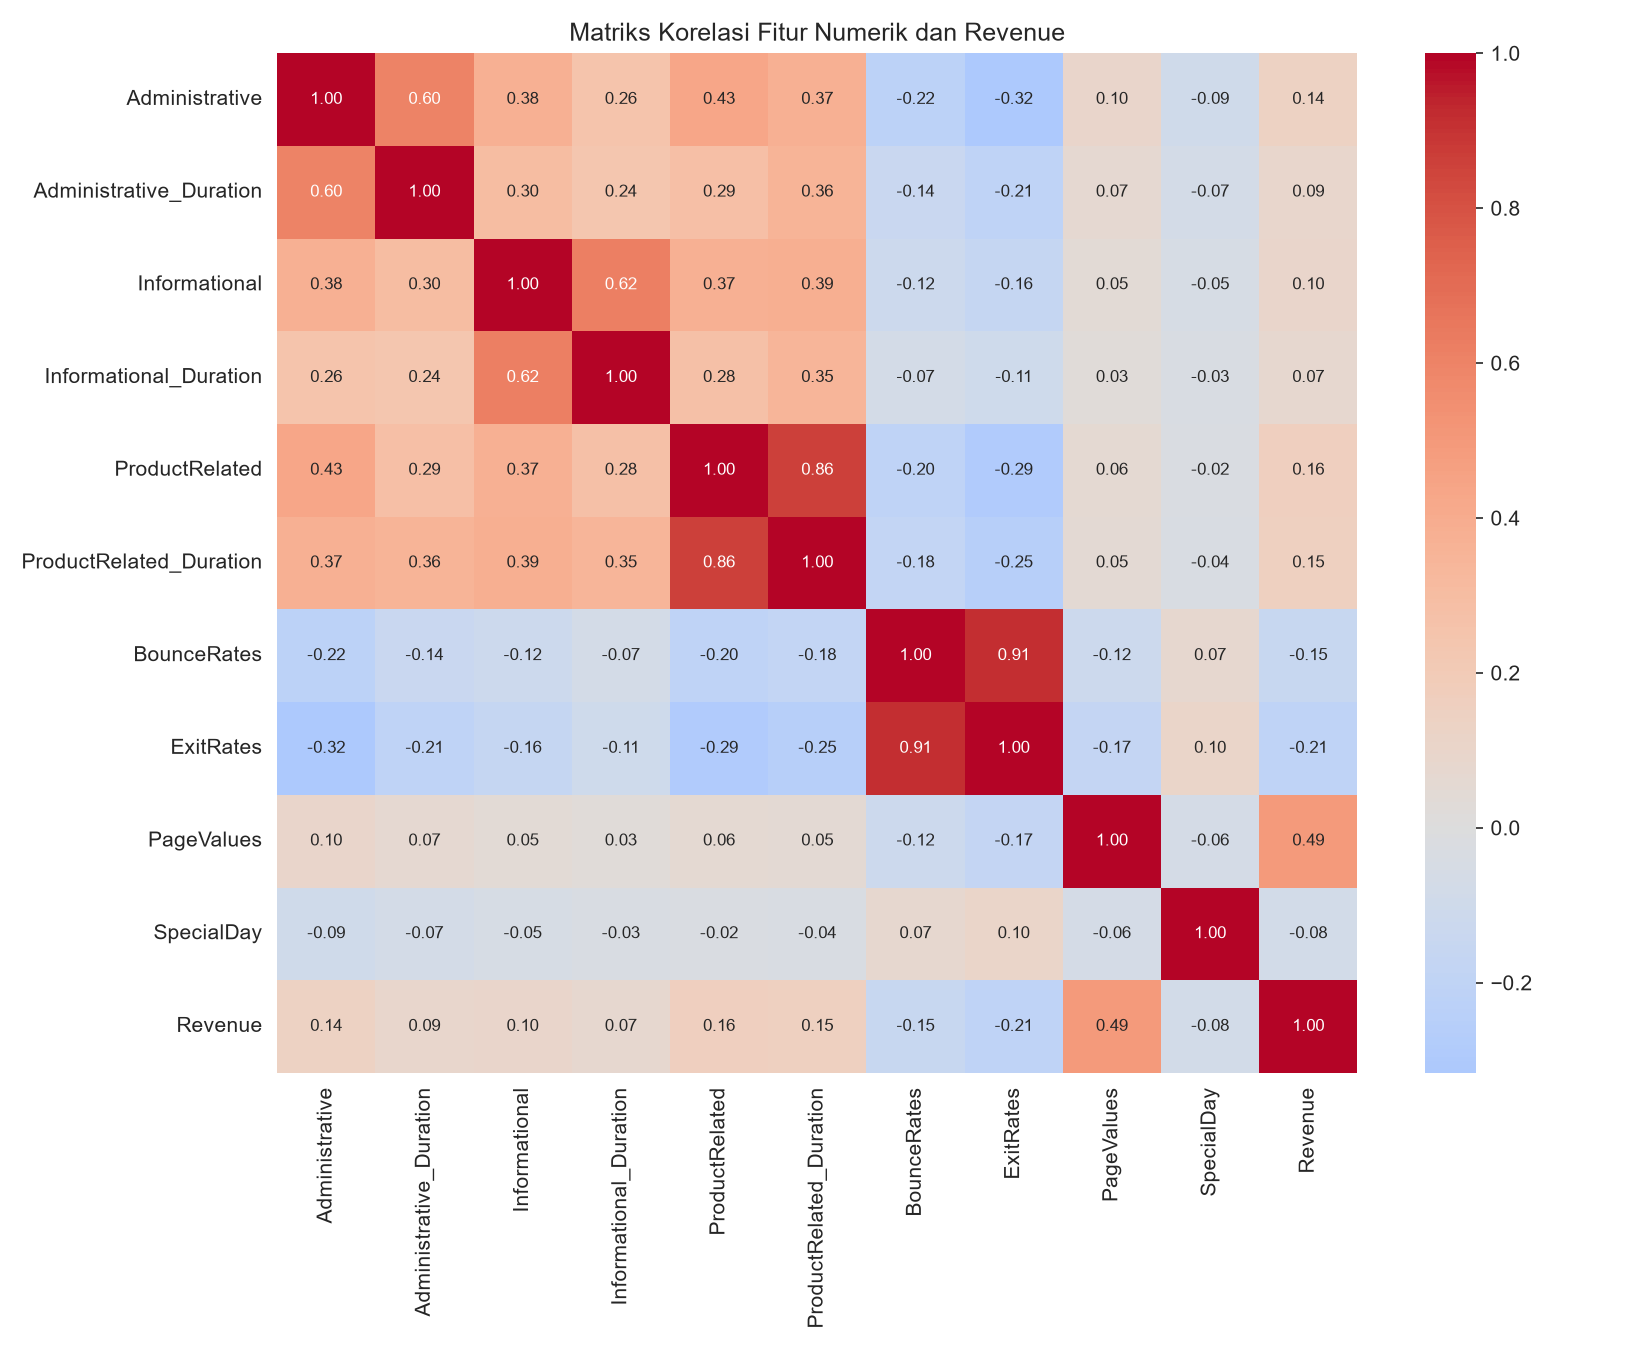 Matriks Korelasi Fitur Numerik dan Revenue
Administrative 1.00 0.60 0.38 0.26 0.43 0.37 -0.22 -0.32 0.10 -0.09 0.14
Administrative_Duration 0.60 1.00 0.30 0.24 0.29 0.36 -0.14 -0.21 0.07 -0.07 0.09
Informational 0.38 0.30 1.00 0.62 0.37 0.39 -0.12 -0.16 0.05 -0.05 0.10
Informational_Duration 0.26 0.24 0.62 1.00 0.28 0.35 -0.07 -0.11 0.03 -0.03 0.07
ProductRelated 0.43 0.29 0.37 0.28 1.00 0.86 -0.20 -0.29 0.06 -0.02 0.16
ProductRelated_Duration 0.37 0.36 0.39 0.35 0.86 1.00 -0.18 -0.25 0.05 -0.04 0.15
BounceRates -0.22 -0.14 -0.12 -0.07 -0.20 -0.18 1.00 0.91 -0.12 0.07 -0.15
ExitRates -0.32 -0.21 -0.16 -0.11 -0.29 -0.25 0.91 1.00 -0.17 0.10 -0.21
PageValues 0.10 0.07 0.05 0.03 0.06 0.05 -0.12 -0.17 1.00 -0.06 0.49
SpecialDay -0.09 -0.07 -0.05 -0.03 -0.02 -0.04 0.07 0.10 -0.06 1.00 -0.08
Revenue 0.14 0.09 0.10 0.07 0.16 0.15 -0.15 -0.21 0.49 -0.08 1.00
Administrative
Administrative_Duration
Informational
Informational_Duration
ProductRelated
ProductRelated_Duration
BounceRates
ExitRates
PageValues
SpecialDay
Revenue
1.0
0.8
0.6
0.4
0.2
0.0
−0.2